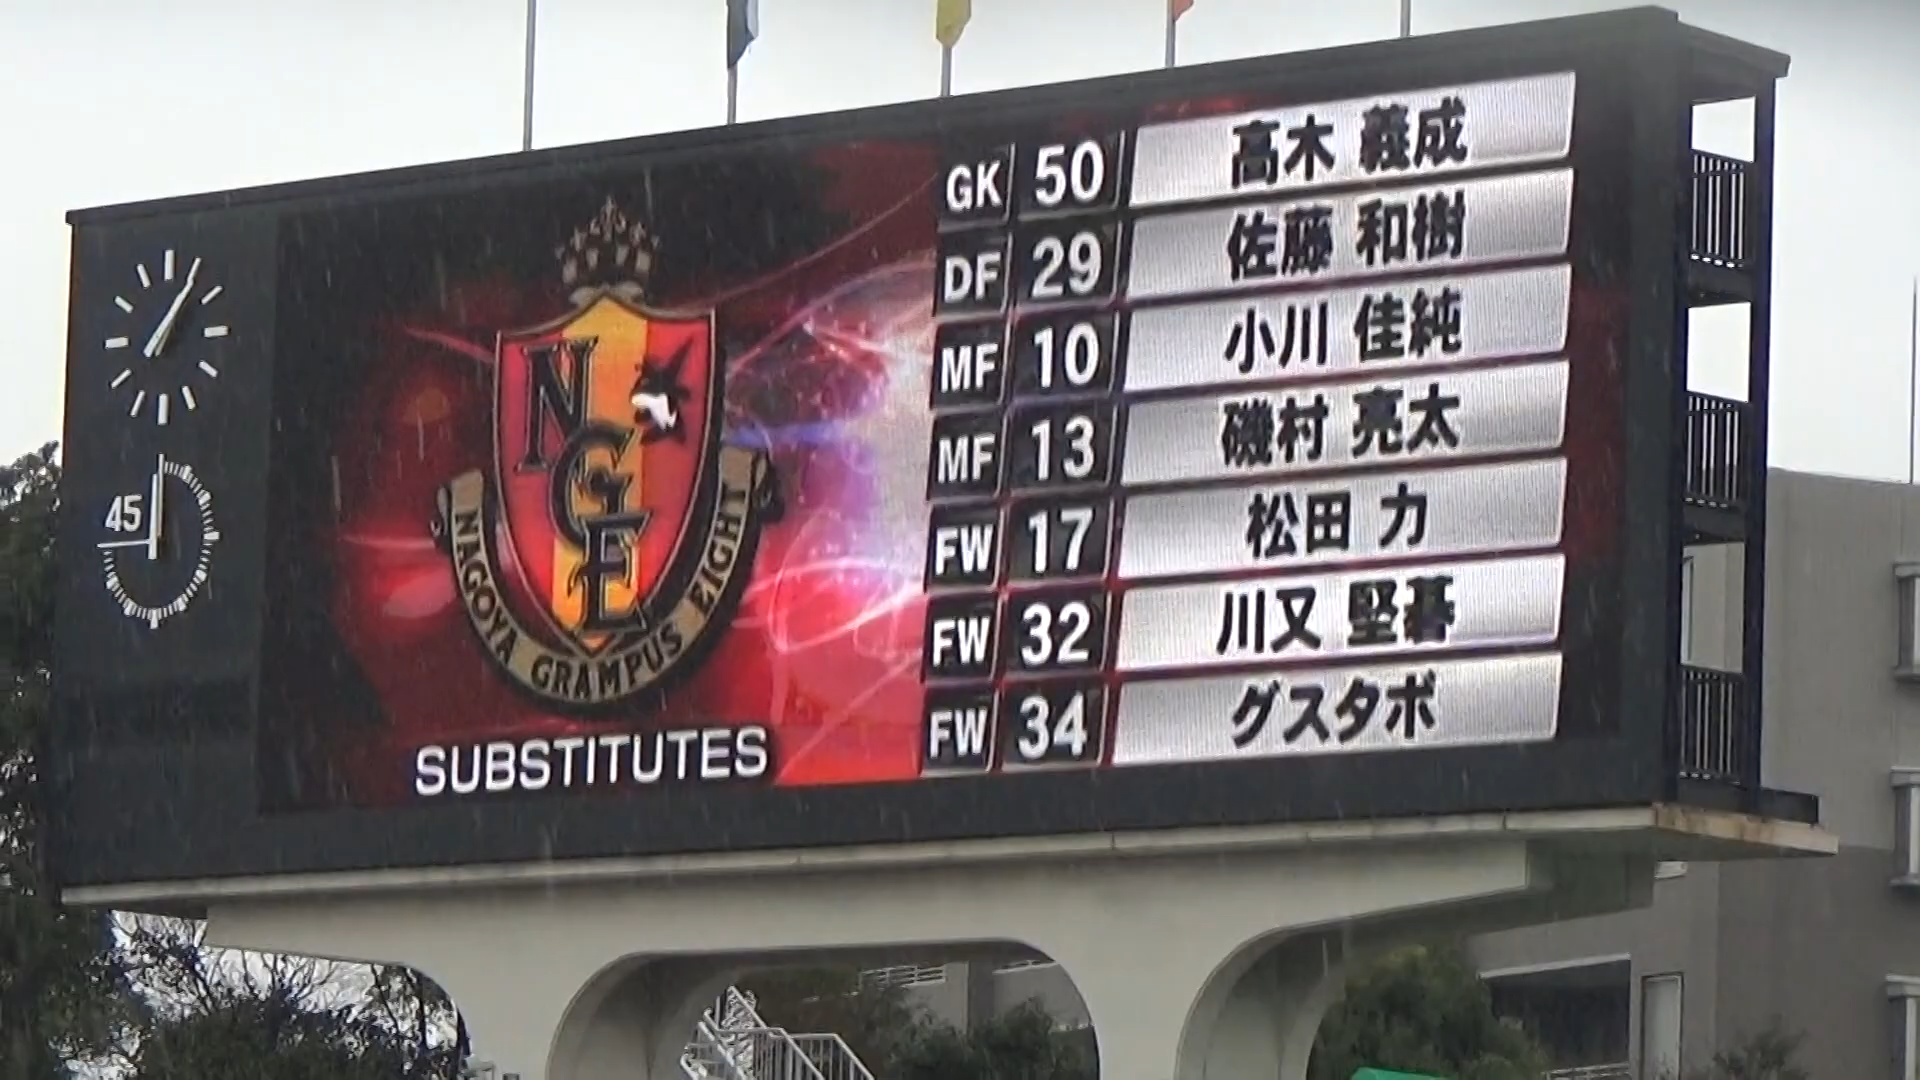 GK 50 高木 義成
DF 29 佐藤 和樹
MF 10 小川 佳純
MF 13 磯村 亮太
FW 17 松田 力
FW 32 川又 堅碁
FW 34 グスタボ
NGE
NAGOYA GRAMPUS EIGHT
SUBSTITUTES
45